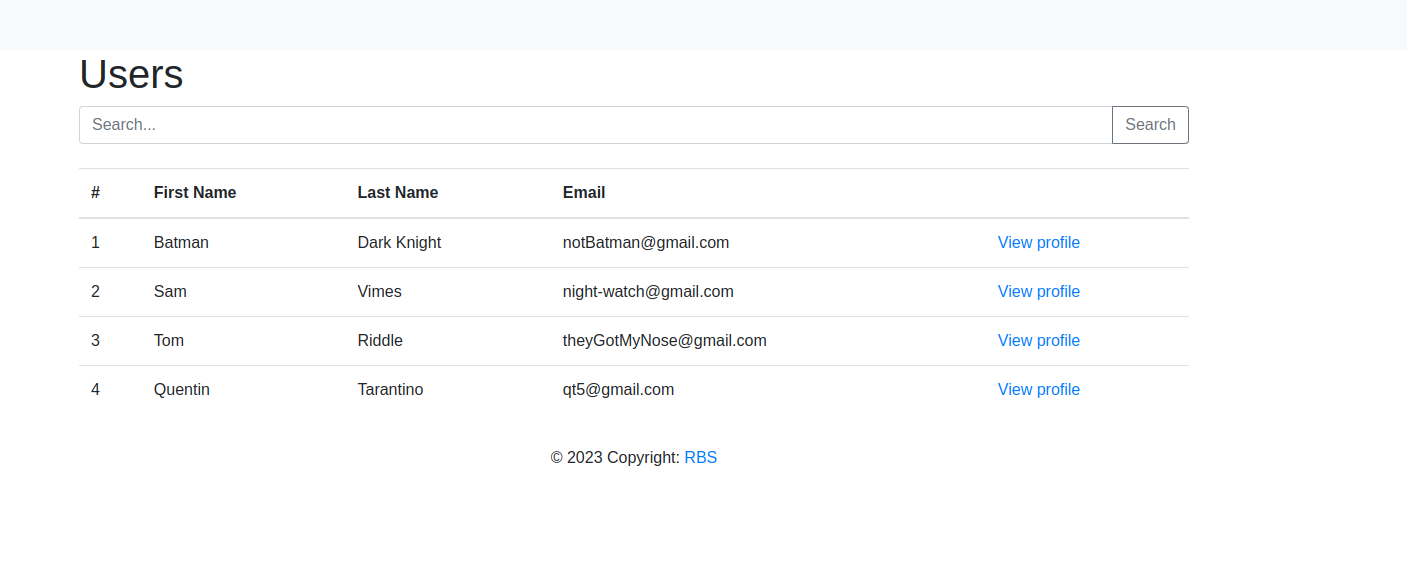 Users
Search... Search
# First Name Last Name Email
1 Batman Dark Knight notBatman@gmail.com View profile
2 Sam Vimes night-watch@gmail.com View profile
3 Tom Riddle theyGotMyNose@gmail.com View profile
4 Quentin Tarantino qt5@gmail.com View profile
© 2023 Copyright: RBS